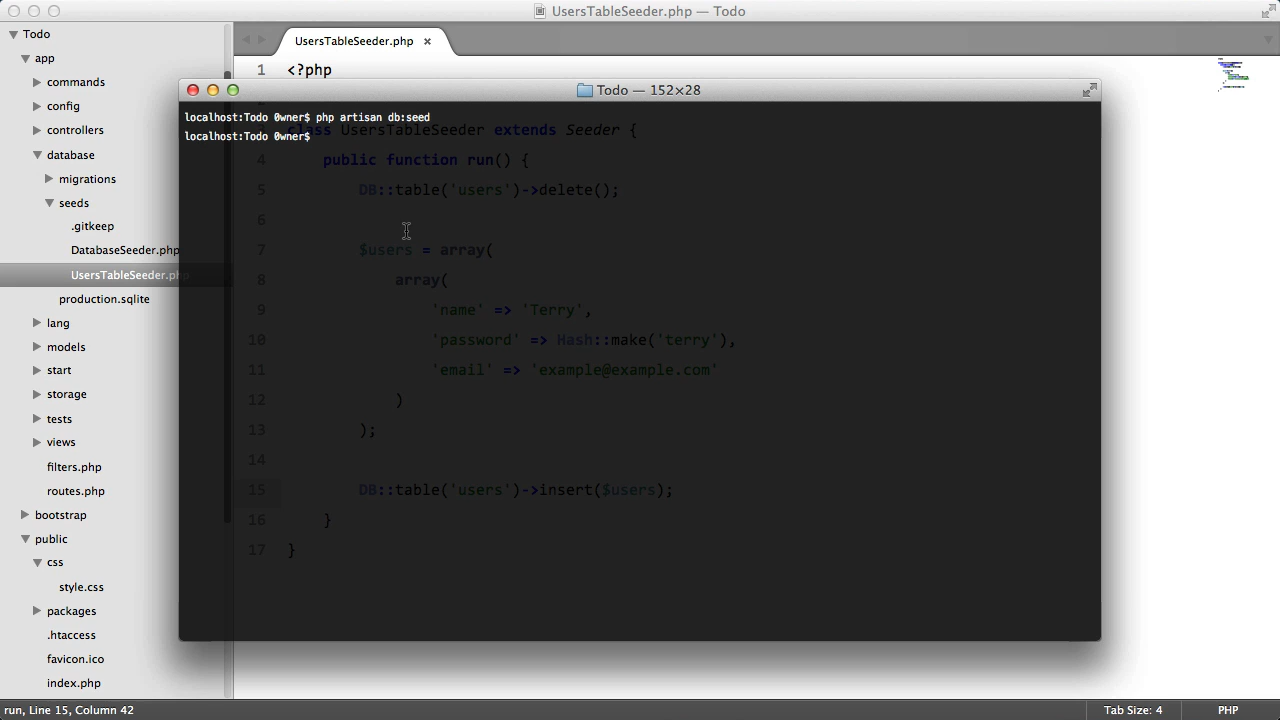 UsersTableSeeder.php — Todo
Todo
app
commands
config
controllers
database
migrations
seeds
.gitkeep
DatabaseSeeder.php
UsersTableSeeder.php
production.sqlite
lang
models
start
storage
tests
views
filters.php
routes.php
bootstrap
public
css
style.css
packages
.htaccess
favicon.ico
index.php
UsersTableSeeder.php ×
1 <?php
Todo — 152×28
localhost:Todo 0wner$ php artisan db:seed
localhost:Todo 0wner$
class UsersTableSeeder extends Seeder {
4 public function run() {
5 DB::table('users')->delete();
6
7 $users = array(
8 array(
9 'name' => 'Terry',
10 'password' => Hash::make('terry'),
11 'email' => 'example@example.com'
12 )
13 );
14
15 DB::table('users')->insert($users);
16 }
17 }
run, Line 15, Column 42
Tab Size: 4
PHP